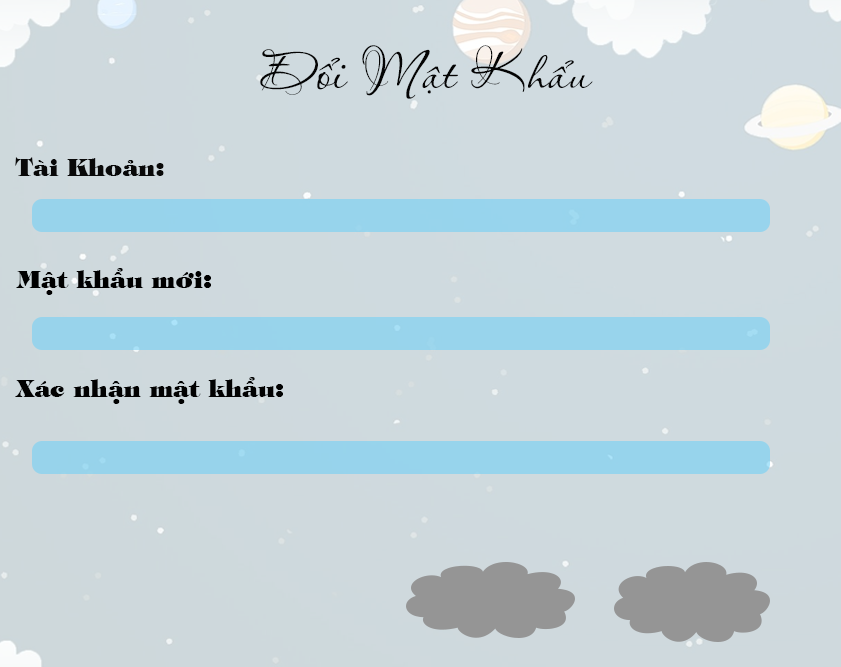 Đổi Mật Khẩu
Tài Khoản:
Mật khẩu mới:
Xác nhận mật khẩu: